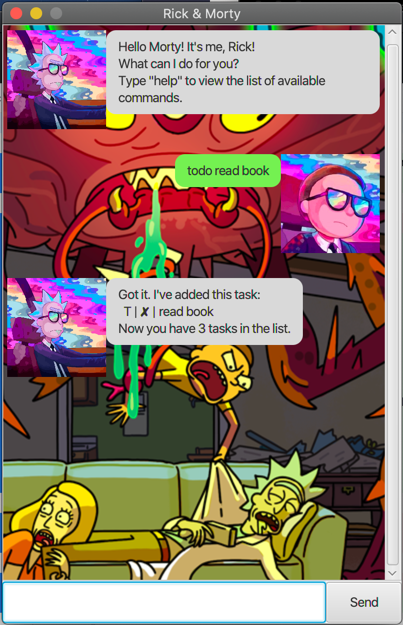 Rick & Morty
Hello Morty! It's me, Rick!
What can I do for you?
Type "help" to view the list of available
commands.
todo read book
Got it. I've added this task:
T | ✘ | read book
Now you have 3 tasks in the list.
Send